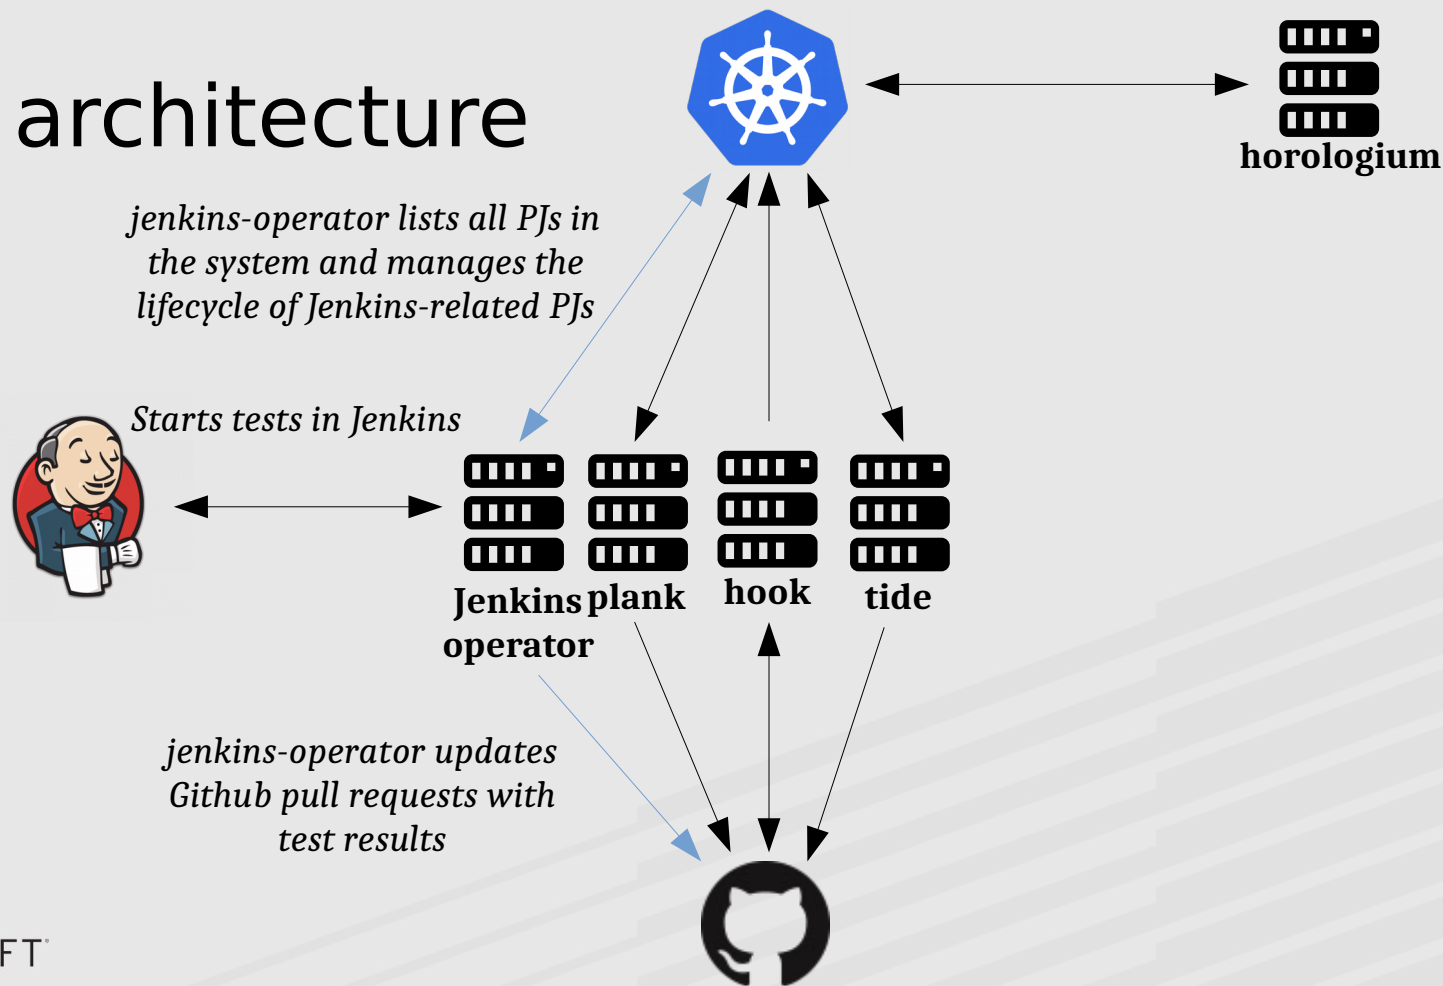 architecture
horologium
jenkins-operator lists all PJs in
the system and manages the
lifecycle of Jenkins-related PJs
Starts tests in Jenkins
Jenkins
operator
plank
hook
tide
jenkins-operator updates
Github pull requests with
test results
FT